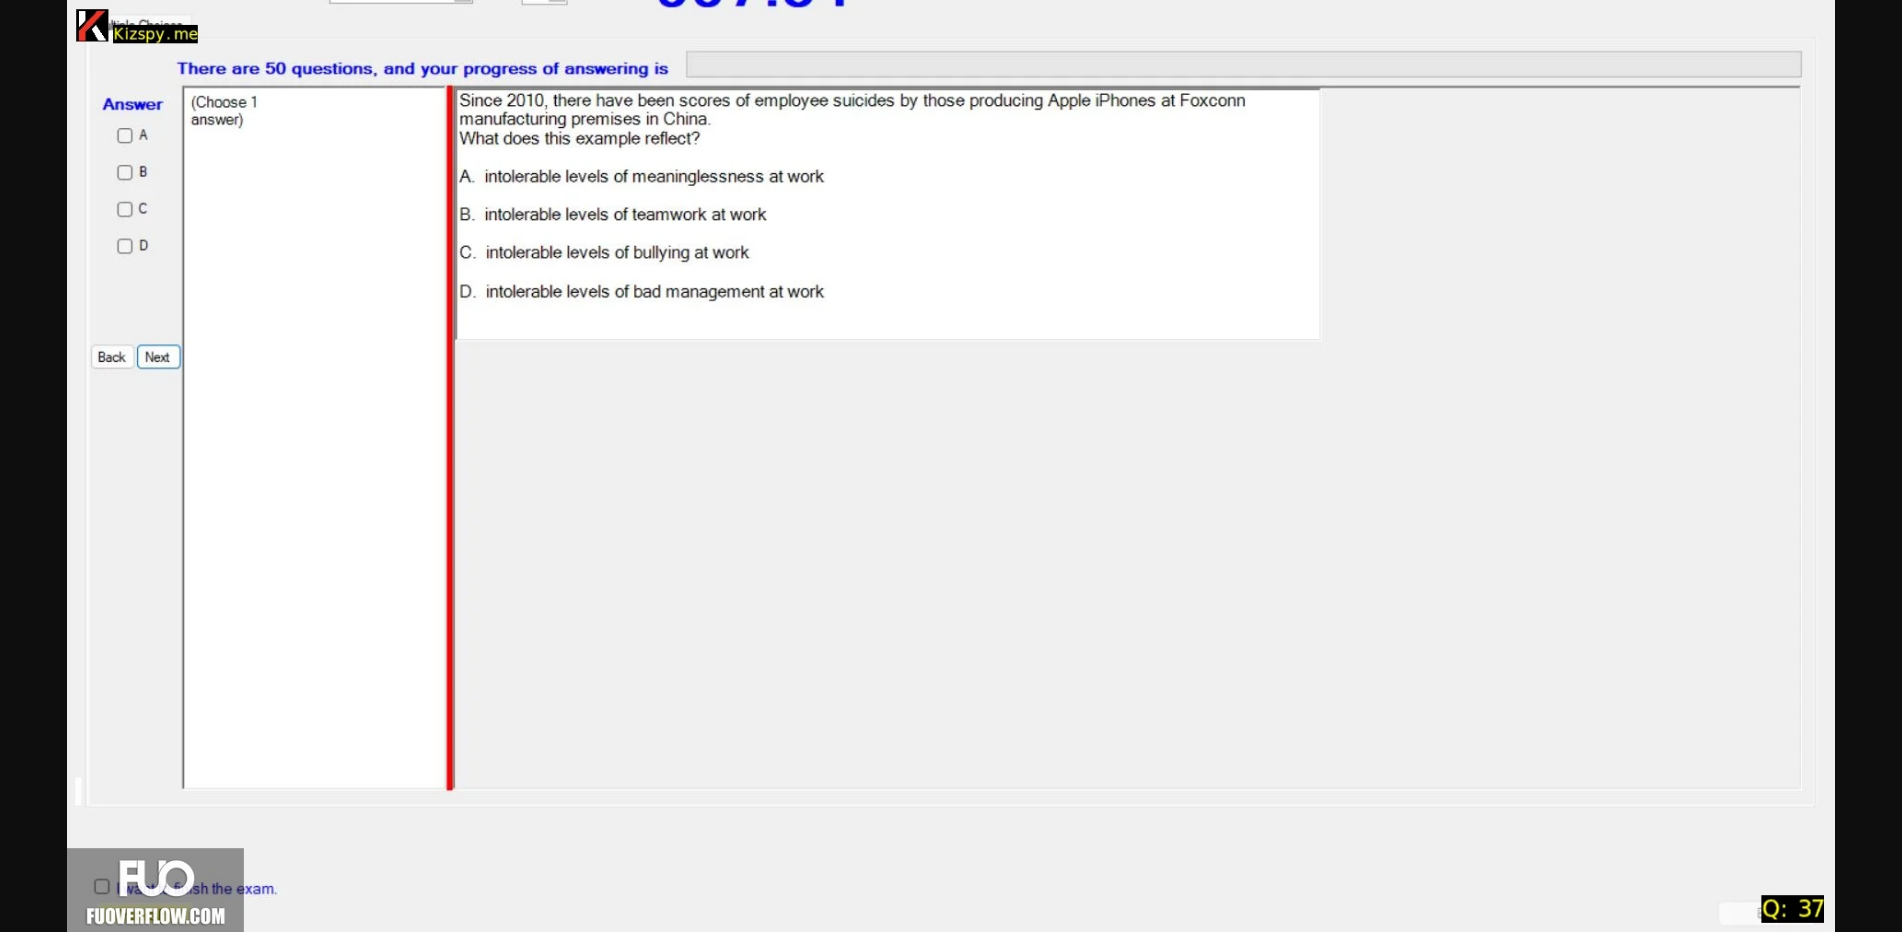 Kizspy.me
There are 50 questions, and your progress of answering is
Answer
(Choose 1
answer)
A
B
C
D
Since 2010, there have been scores of employee suicides by those producing Apple iPhones at Foxconn
manufacturing premises in China.
What does this example reflect?
A. intolerable levels of meaninglessness at work
B. intolerable levels of teamwork at work
C. intolerable levels of bullying at work
D. intolerable levels of bad management at work
Back Next
FUO
finish the exam.
FUOVERFLOW.COM
Q: 37